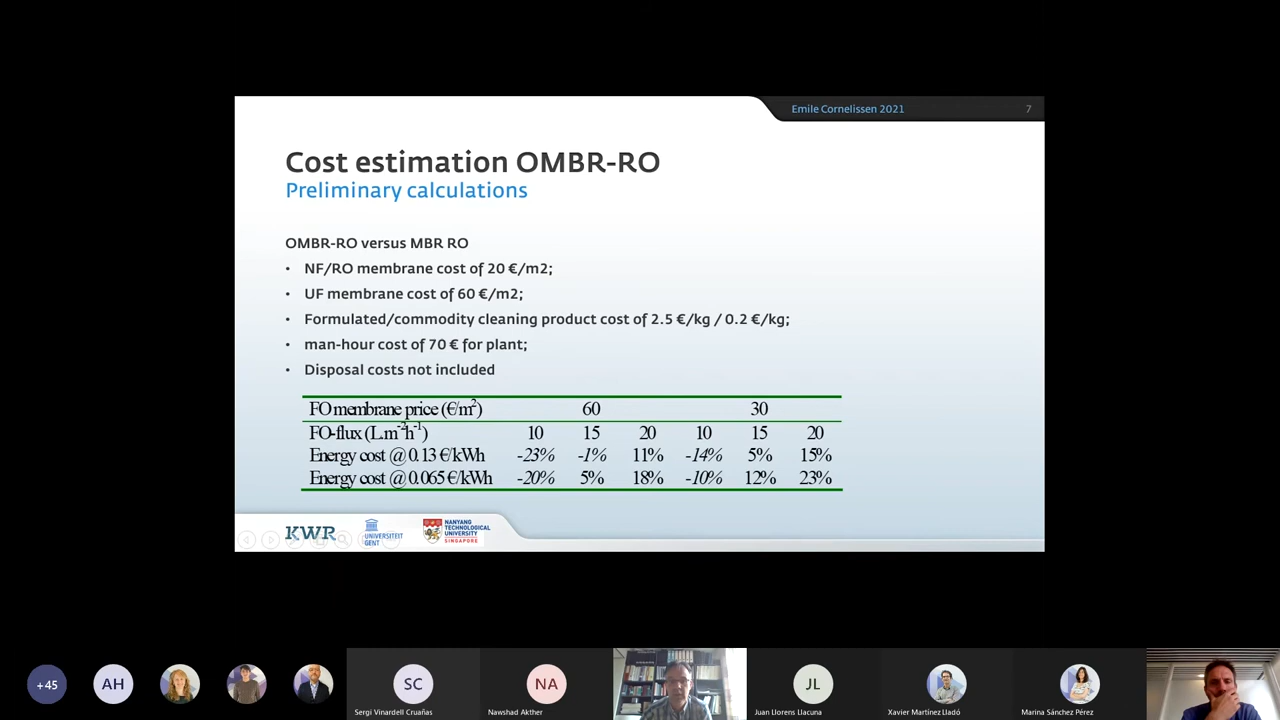 Emile Cornelissen 2021
7
Cost estimation OMBR-RO
Preliminary calculations
OMBR-RO versus MBR RO
• NF/RO membrane cost of 20 €/m2;
• UF membrane cost of 60 €/m2;
• Formulated/commodity cleaning product cost of 2.5 €/kg / 0.2 €/kg;
• man-hour cost of 70 € for plant;
• Disposal costs not included
FO membrane price (€/m²) 60 30
FO-flux (L.m⁻²h⁻¹) 10 15 20 10 15 20
Energy cost @ 0.13 €/kWh -23% -1% 11% -14% 5% 15%
Energy cost @ 0.065 €/kWh -20% 5% 18% -10% 12% 23%
KWR
UNIVERSITEIT
GENT
NANYANG
TECHNOLOGICAL
UNIVERSITY
SINGAPORE
+45
AH
SC
NA
JL
Sergi Vinardell Cruañas
Nawshad Akther
Juan Llorens Llacuna
Xavier Martínez Lladó
Marina Sánchez Pérez